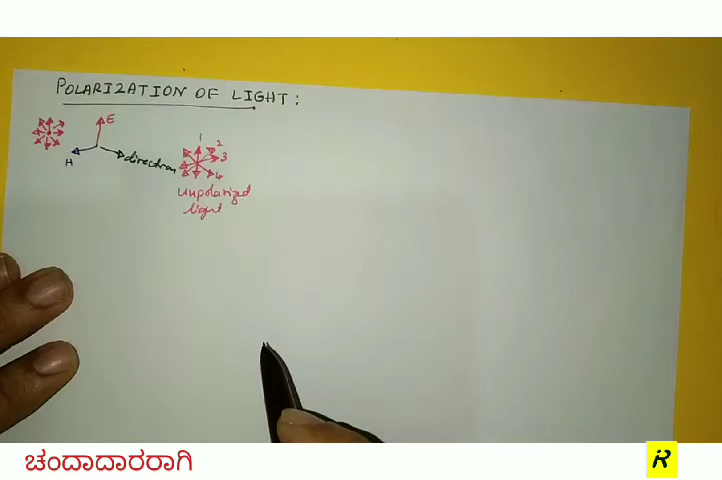 POLARIZATION OF LIGHT:
E
H
direction
1
2
3
4
unpolarized
light
ಚಂದಾದಾರರಾಗಿ
R